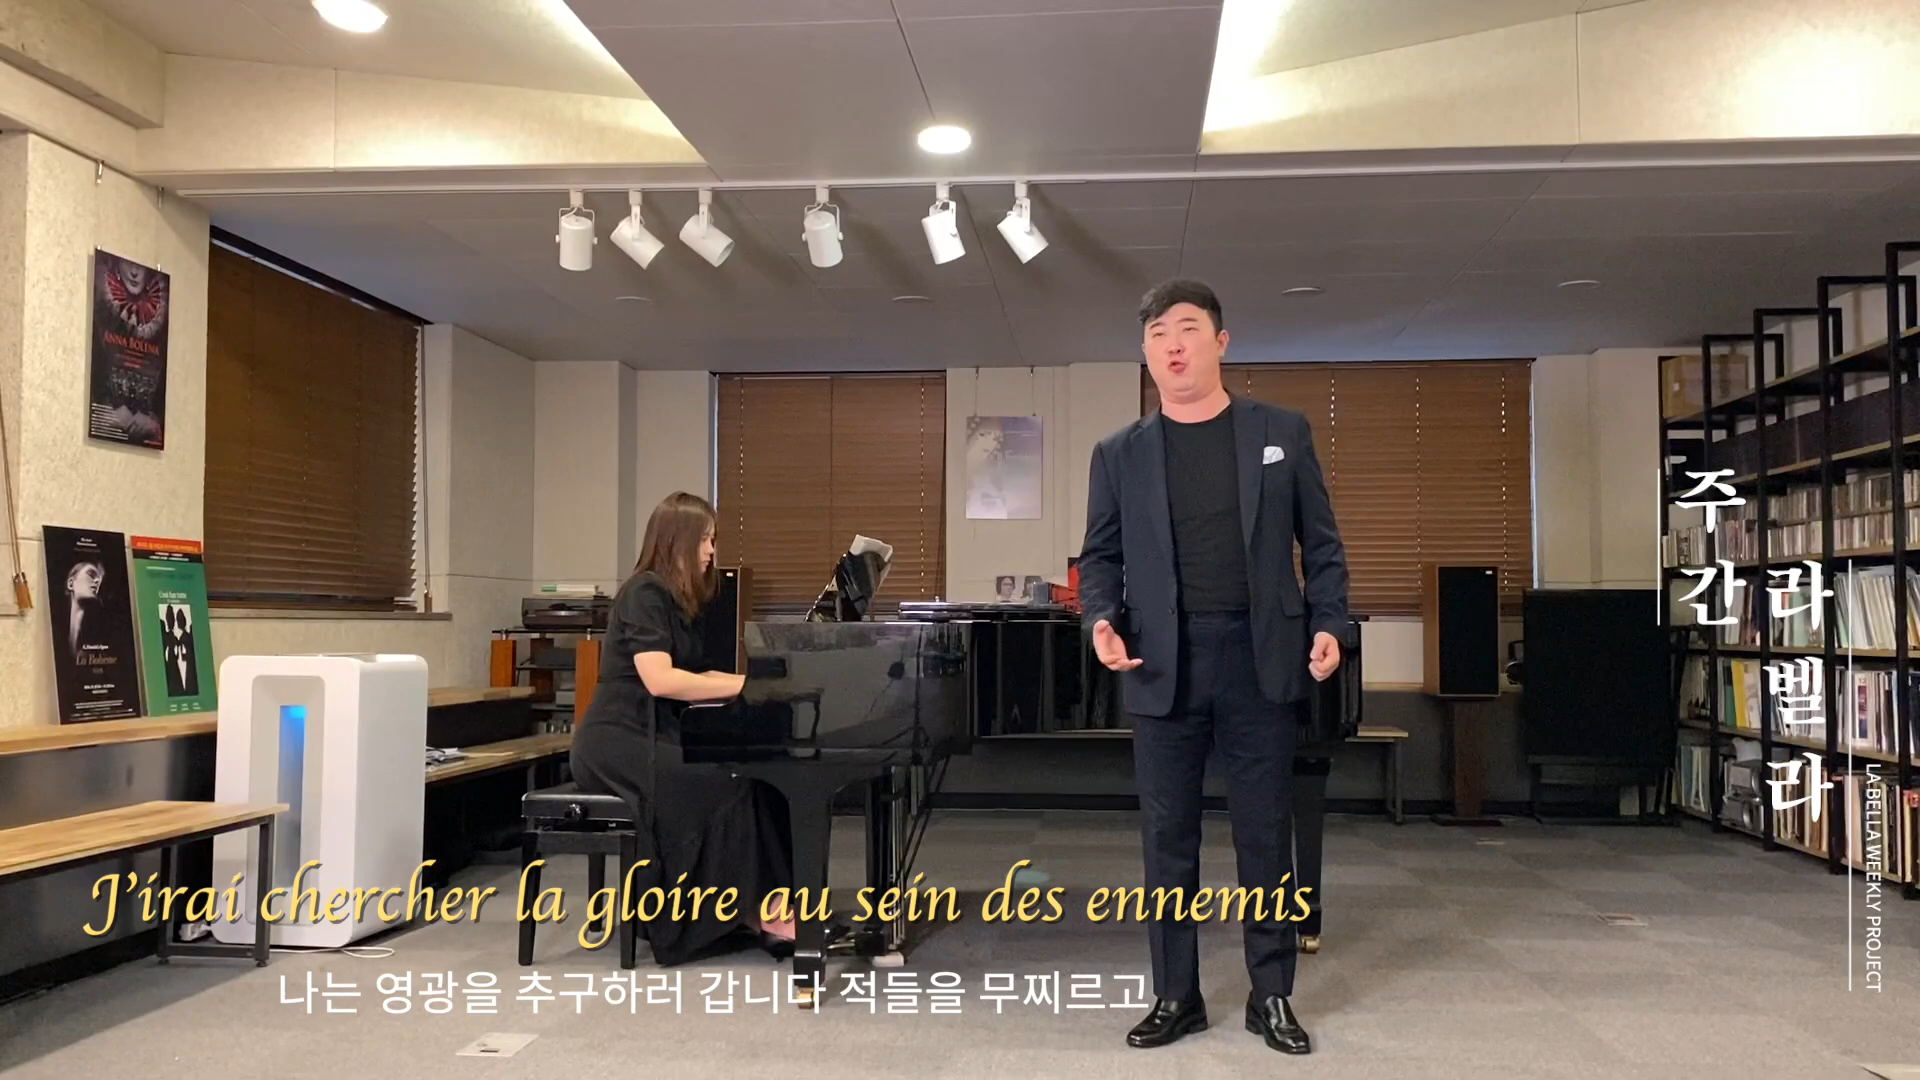 ANNA BOLENA
La Bohème
Così fan tutte
주간
라벨라
LA BELLA WEEKLY PROJECT
J'irai chercher la gloire au sein des ennemis
나는 영광을 추구하러 갑니다 적들을 무찌르고